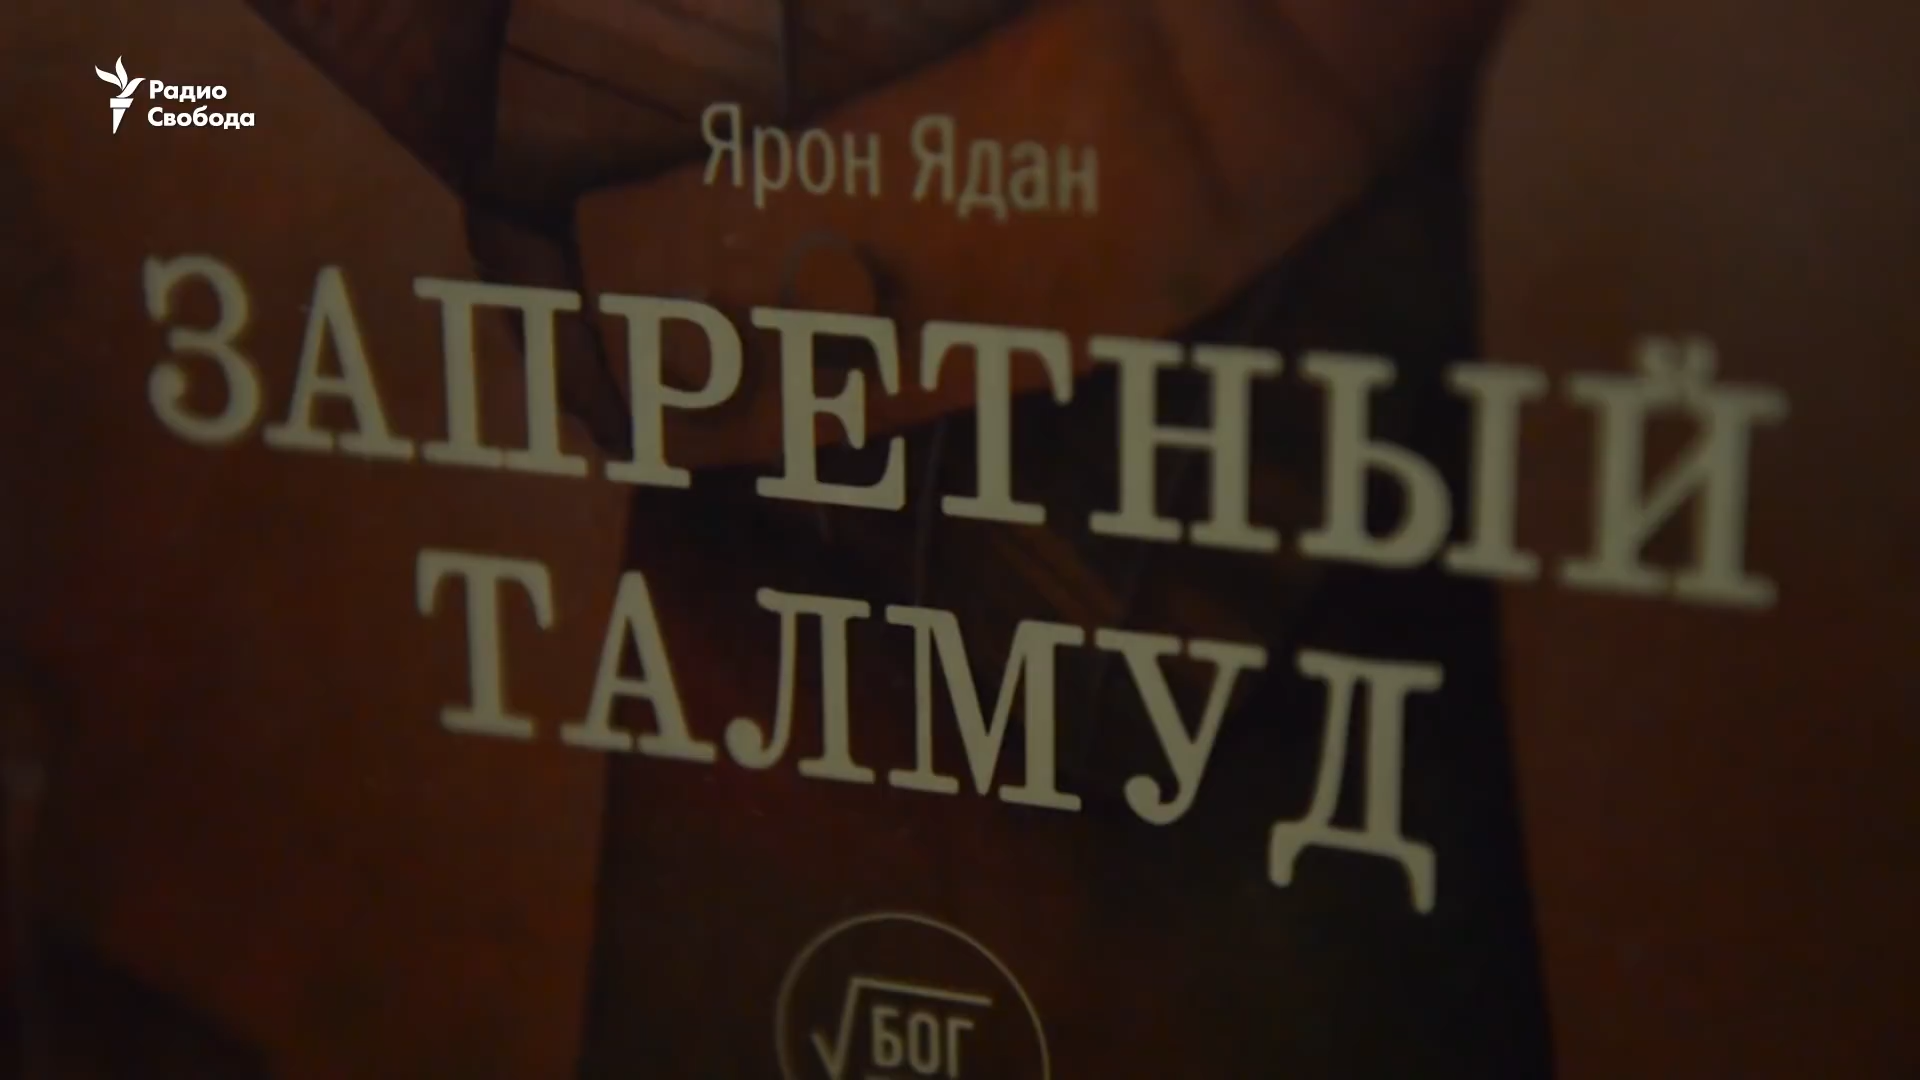 Радио
Свобода
Ярон Ядан
ЗАПРЕТНЫЙ
ТАЛМУД
√БОГ